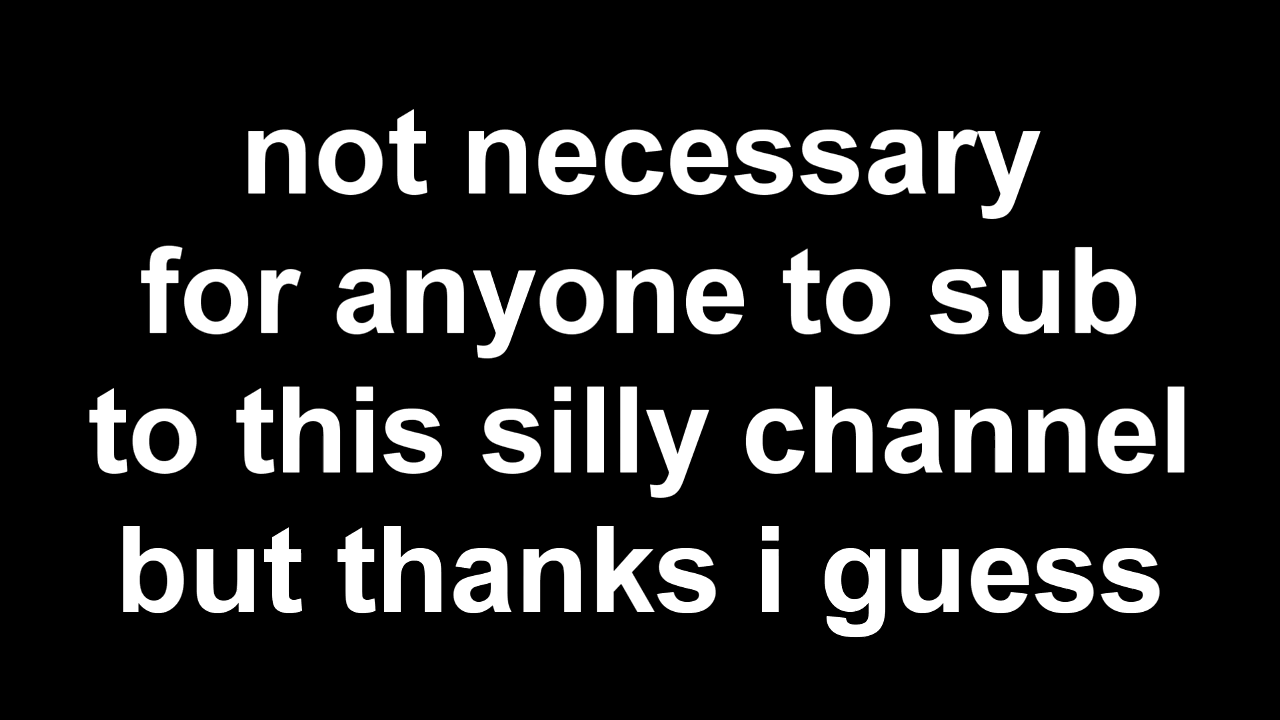 not necessary
for anyone to sub
to this silly channel
but thanks i guess